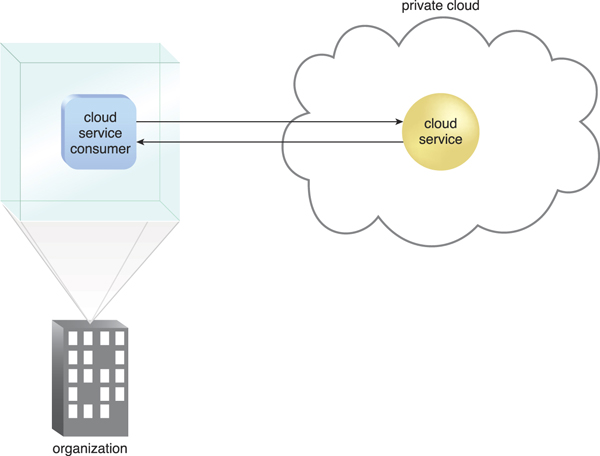 private cloud
cloud
service
consumer
cloud
service
organization